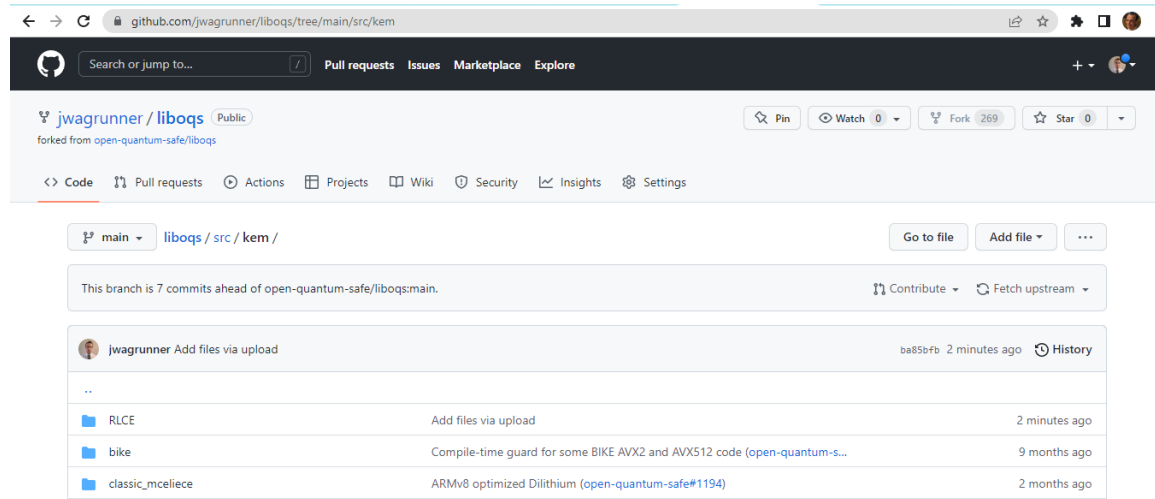 github.com/jwagrunner/liboqs/tree/main/src/kem
Search or jump to... / Pull requests Issues Marketplace Explore
jwagrunner / liboqs Public Pin Watch 0 Fork 269 Star 0
forked from open-quantum-safe/liboqs
<> Code Pull requests Actions Projects Wiki Security Insights Settings
main liboqs / src / kem / Go to file Add file ...
This branch is 7 commits ahead of open-quantum-safe/liboqs:main. Contribute Fetch upstream
jwagrunner Add files via upload ba85bfb 2 minutes ago History
..
RLCE Add files via upload 2 minutes ago
bike Compile-time guard for some BIKE AVX2 and AVX512 code (open-quantum-s... 9 months ago
classic_mceliece ARMv8 optimized Dilithium (open-quantum-safe#1194) 2 months ago